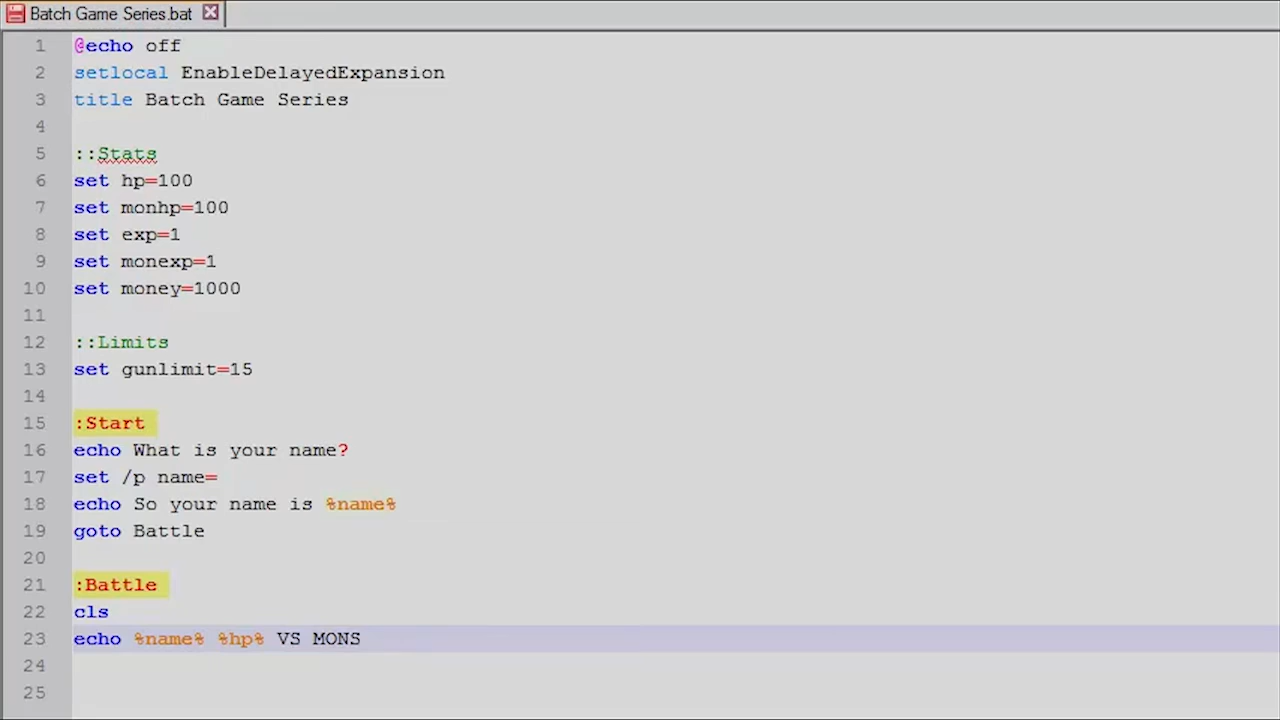 Batch Game Series.bat
1 @echo off
2 setlocal EnableDelayedExpansion
3 title Batch Game Series
4
5 ::Stats
6 set hp=100
7 set monhp=100
8 set exp=1
9 set monexp=1
10 set money=1000
11
12 ::Limits
13 set gunlimit=15
14
15 :Start
16 echo What is your name?
17 set /p name=
18 echo So your name is %name%
19 goto Battle
20
21 :Battle
22 cls
23 echo %name% %hp% VS MONS
24
25